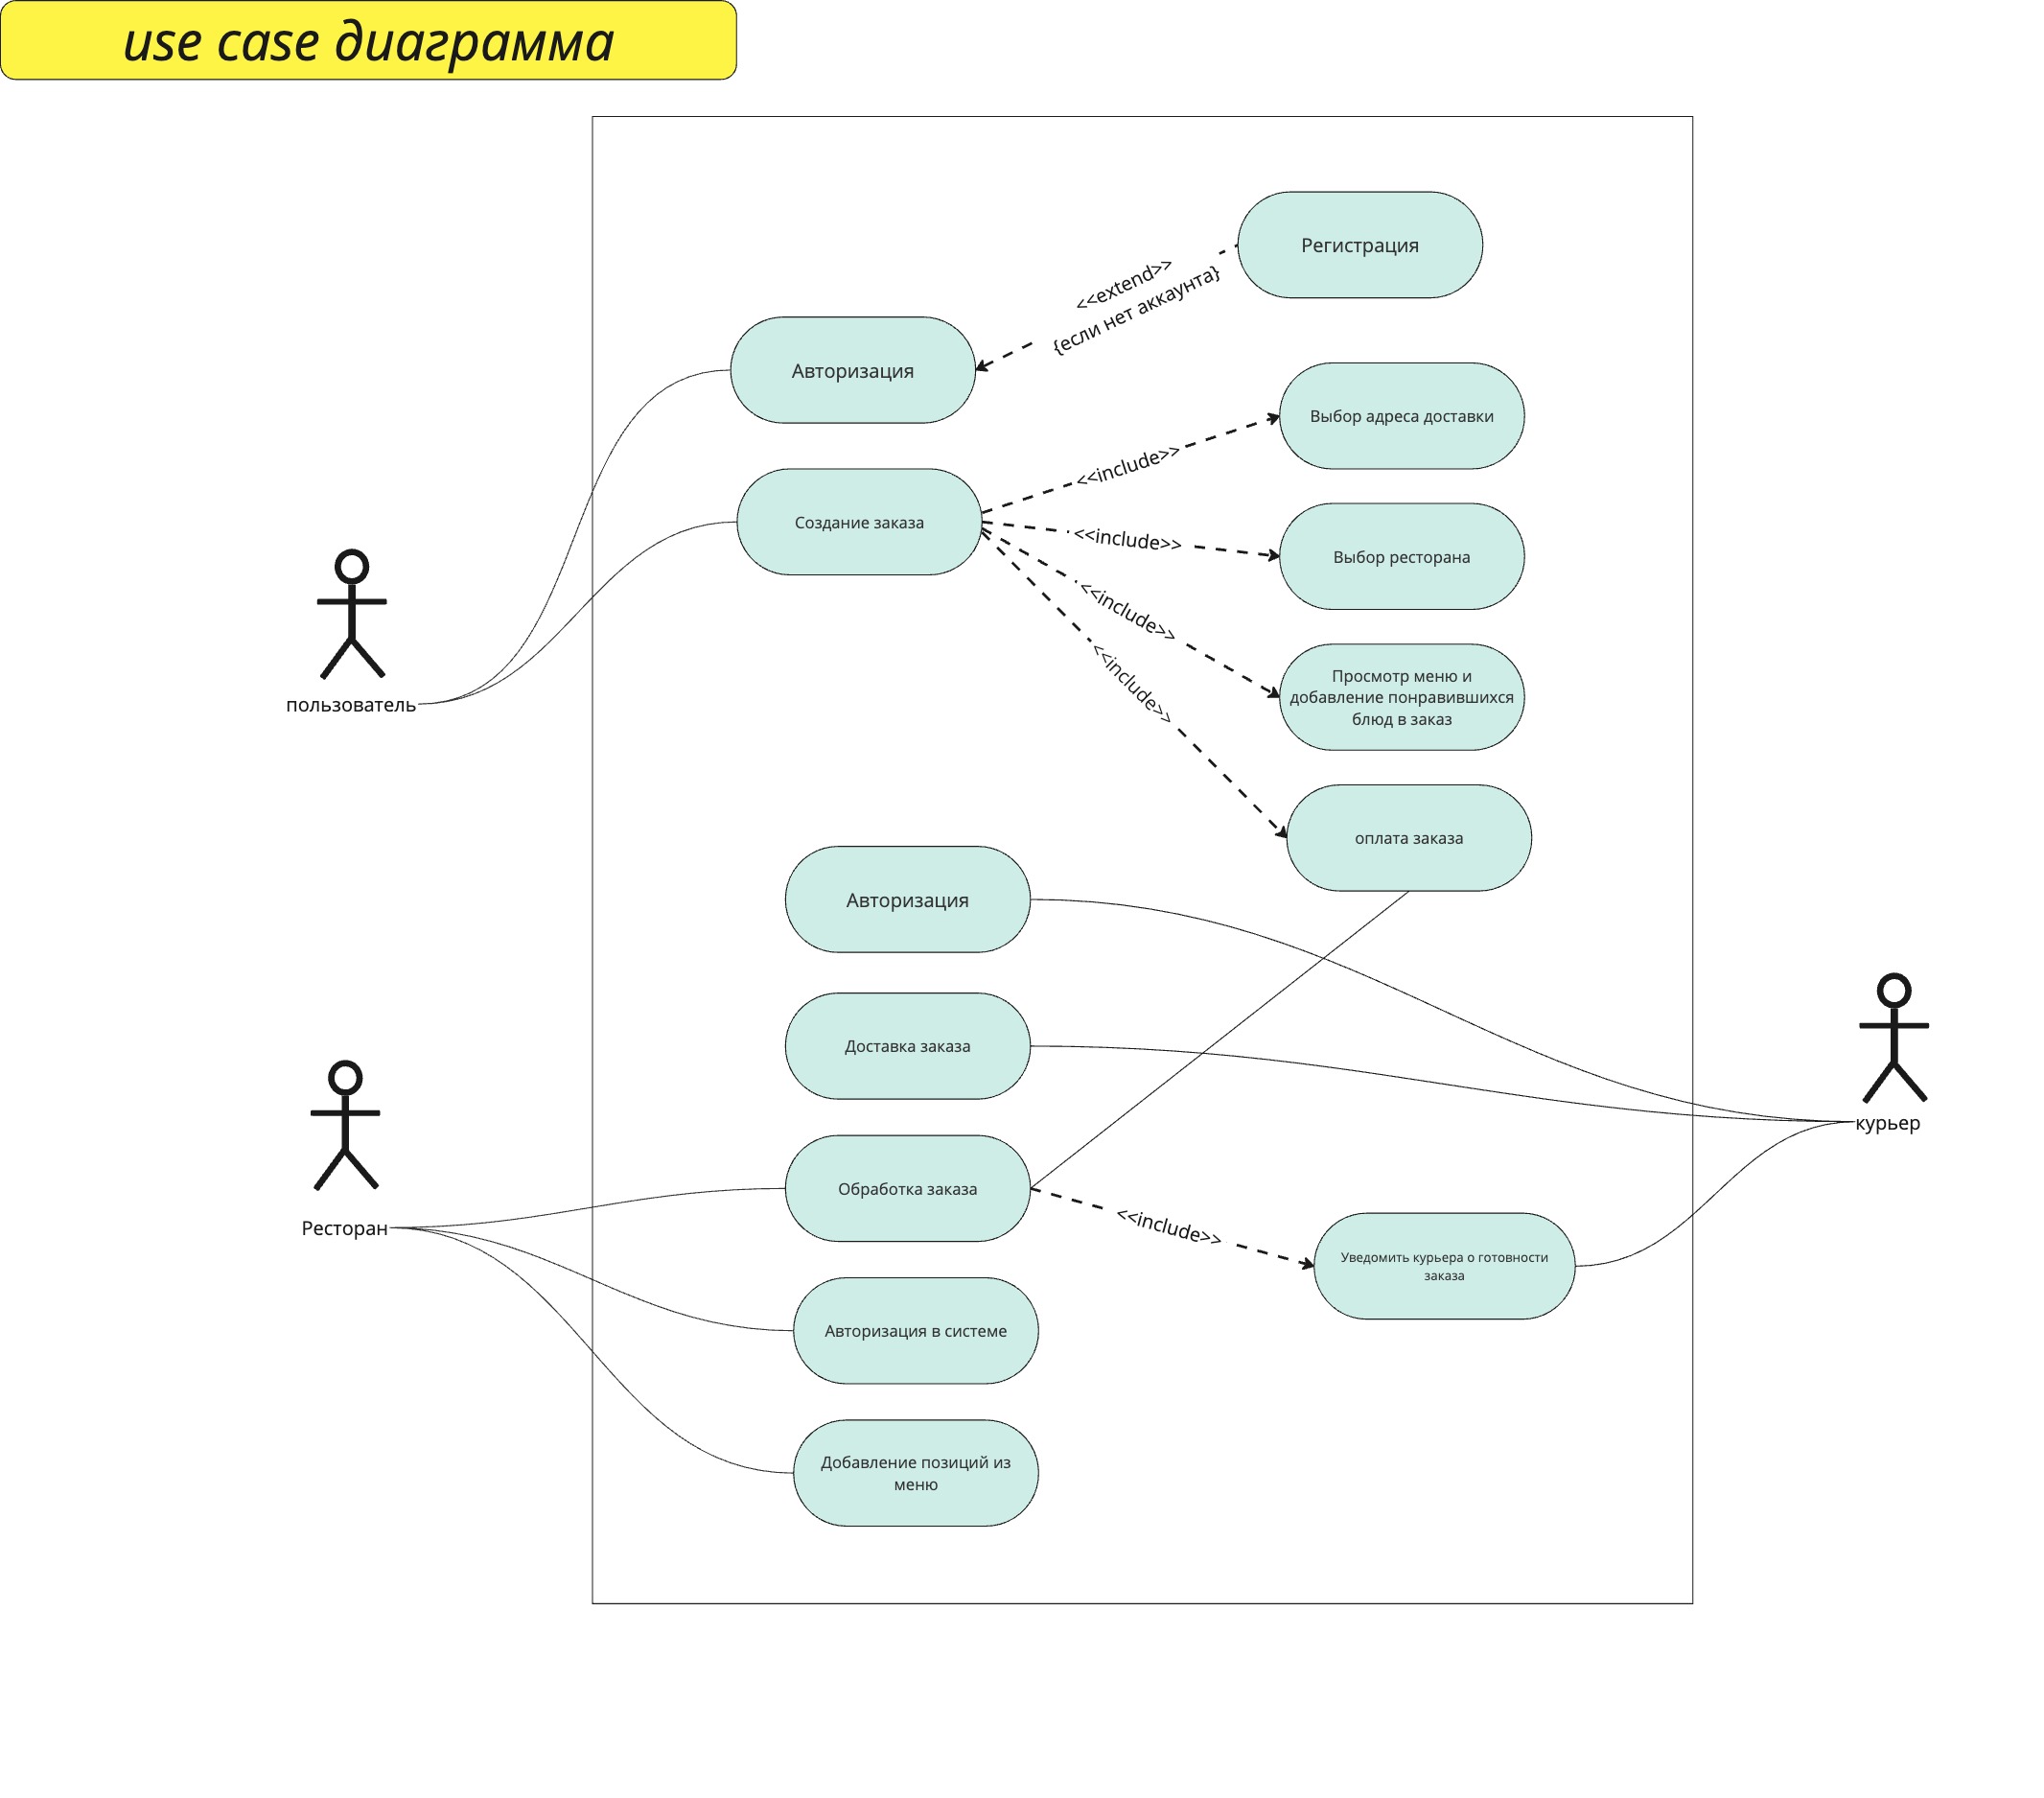 use case диаграмма
Регистрация
<<extend>>
{если нет аккаунта}
Авторизация
Выбор адреса доставки
<<include>>
Создание заказа
<<include>>
Выбор ресторана
<<include>>
Просмотр меню и
добавление понравившихся
блюд в заказ
<<include>>
пользователь
оплата заказа
Авторизация
Доставка заказа
курьер
Обработка заказа
<<include>>
Ресторан
Уведомить курьера о готовности
заказа
Авторизация в системе
Добавление позиций из
меню